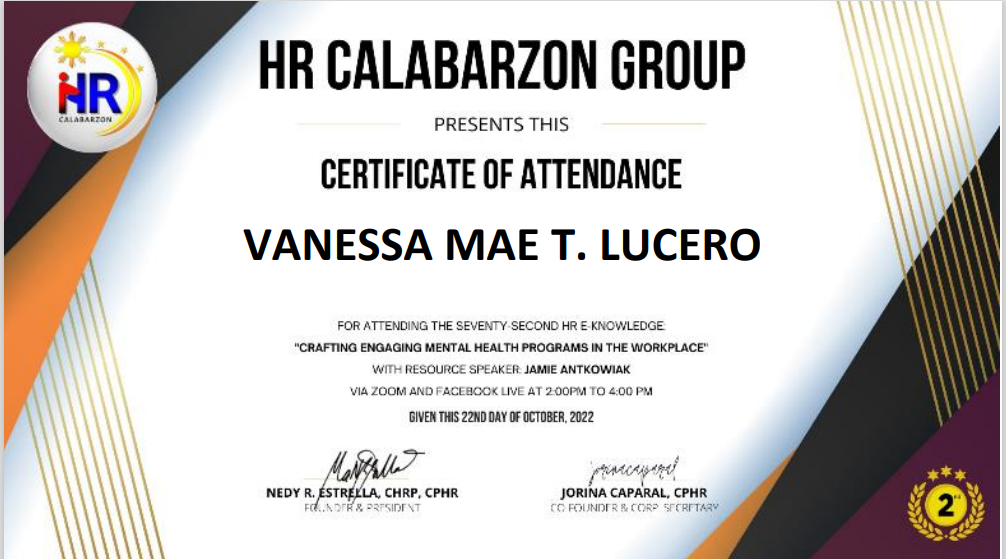 HR
CALABARZON
HR CALABARZON GROUP
PRESENTS THIS
CERTIFICATE OF ATTENDANCE
VANESSA MAE T. LUCERO
FOR ATTENDING THE SEVENTY-SECOND HR E-KNOWLEDGE:
"CRAFTING ENGAGING MENTAL HEALTH PROGRAMS IN THE WORKPLACE"
WITH RESOURCE SPEAKER: JAMIE ANTKOWIAK
VIA ZOOM AND FACEBOOK LIVE AT 2:00PM TO 4:00 PM
GIVEN THIS 22ND DAY OF OCTOBER, 2022
NEDY R. ESTRELLA, CHRP, CPHR
FOUNDER & PRESIDENT
jorinacaparal
JORINA CAPARAL, CPHR
CO FOUNDER & CORP. SECRETARY
2